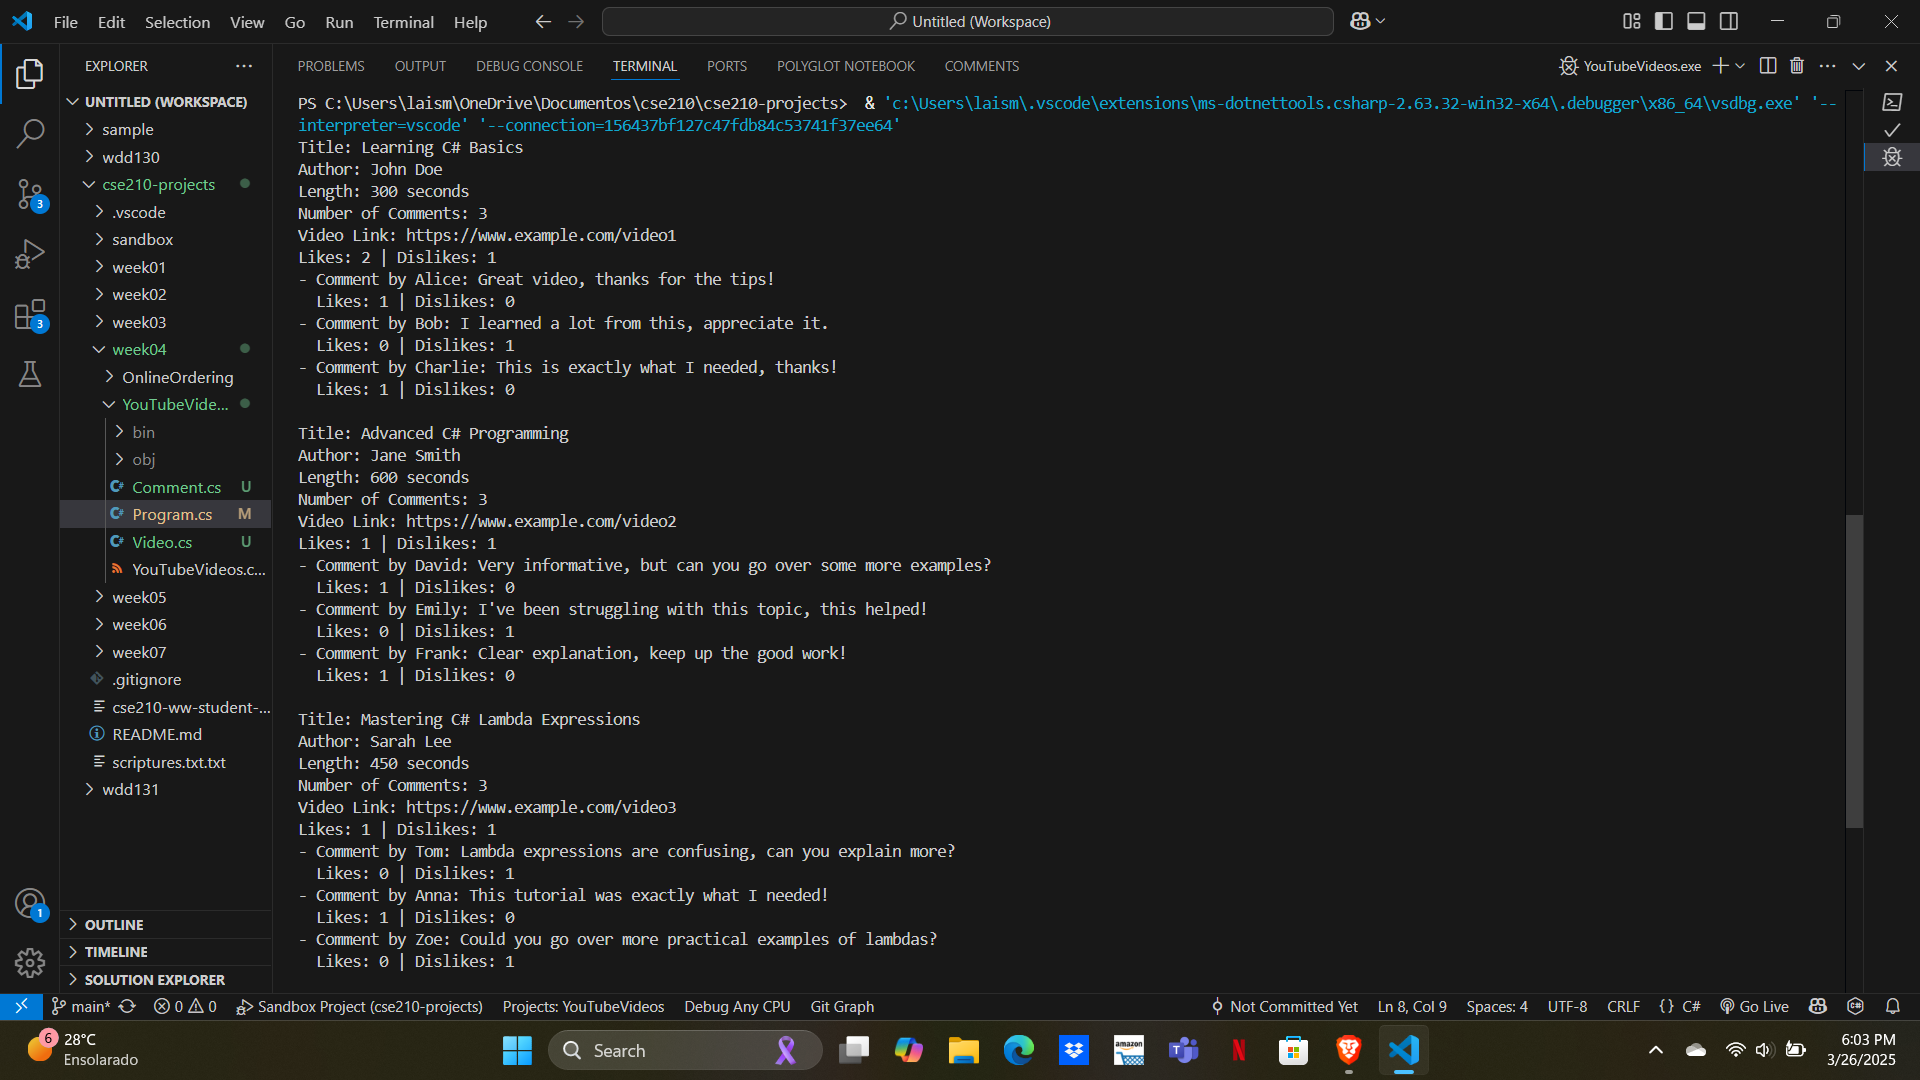 File Edit Selection View Go Run Terminal Help
Untitled (Workspace)
EXPLORER
UNTITLED (WORKSPACE)
sample
wdd130
cse210-projects
.vscode
sandbox
week01
week02
week03
week04
OnlineOrdering
YouTubeVide...
bin
obj
Comment.cs U
Program.cs M
Video.cs U
YouTubeVideos.c...
week05
week06
week07
.gitignore
cse210-ww-student-...
README.md
scriptures.txt.txt
wdd131
OUTLINE
TIMELINE
SOLUTION EXPLORER
3
3
1
PROBLEMS OUTPUT DEBUG CONSOLE TERMINAL PORTS POLYGLOT NOTEBOOK COMMENTS
YouTubeVideos.exe
PS C:\Users\laism\OneDrive\Documentos\cse210\cse210-projects>  & 'c:\Users\laism\.vscode\extensions\ms-dotnettools.csharp-2.63.32-win32-x64\.debugger\x86_64\vsdbg.exe' '--
interpreter=vscode' '--connection=156437bf127c47fdb84c53741f37ee64'
Title: Learning C# Basics
Author: John Doe
Length: 300 seconds
Number of Comments: 3
Video Link: https://www.example.com/video1
Likes: 2 | Dislikes: 1
- Comment by Alice: Great video, thanks for the tips!
Likes: 1 | Dislikes: 0
- Comment by Bob: I learned a lot from this, appreciate it.
Likes: 0 | Dislikes: 1
- Comment by Charlie: This is exactly what I needed, thanks!
Likes: 1 | Dislikes: 0
Title: Advanced C# Programming
Author: Jane Smith
Length: 600 seconds
Number of Comments: 3
Video Link: https://www.example.com/video2
Likes: 1 | Dislikes: 1
- Comment by David: Very informative, but can you go over some more examples?
Likes: 1 | Dislikes: 0
- Comment by Emily: I've been struggling with this topic, this helped!
Likes: 0 | Dislikes: 1
- Comment by Frank: Clear explanation, keep up the good work!
Likes: 1 | Dislikes: 0
Title: Mastering C# Lambda Expressions
Author: Sarah Lee
Length: 450 seconds
Number of Comments: 3
Video Link: https://www.example.com/video3
Likes: 1 | Dislikes: 1
- Comment by Tom: Lambda expressions are confusing, can you explain more?
Likes: 0 | Dislikes: 1
- Comment by Anna: This tutorial was exactly what I needed!
Likes: 1 | Dislikes: 0
- Comment by Zoe: Could you go over more practical examples of lambdas?
Likes: 0 | Dislikes: 1
main* 0 0 Sandbox Project (cse210-projects) Projects: YouTubeVideos Debug Any CPU Git Graph Not Committed Yet Ln 8, Col 9 Spaces: 4 UTF-8 CRLF {} C# Go Live
6
28°C
Ensolarado
Search
amazon
N
6:03 PM
3/26/2025